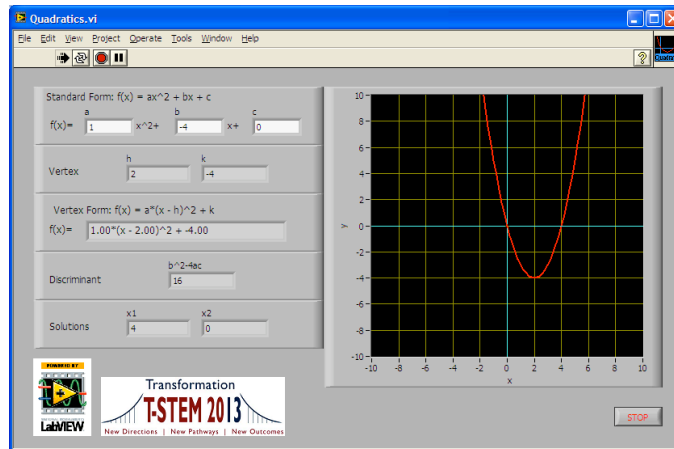 Quadratics.vi
File Edit View Project Operate Tools Window Help
?
Standard Form: f(x) = ax^2 + bx + c
a b c
f(x)= 1 x^2+ -4 x+ 0
Vertex
h k
2 -4
Vertex Form: f(x) = a*(x - h)^2 + k
f(x)= 1.00*(x - 2.00)^2 + -4.00
Discriminant
b^2-4ac
16
Solutions
x1 x2
4 0
10-
8-
6-
4-
2-
0-
-2-
-4-
-6-
-8-
-10-
-10 -8 -6 -4 -2 0 2 4 6 8 10
y
x
POWERED BY
LabVIEW
Transformation
T-STEM 2013
New Directions | New Pathways | New Outcomes
STOP